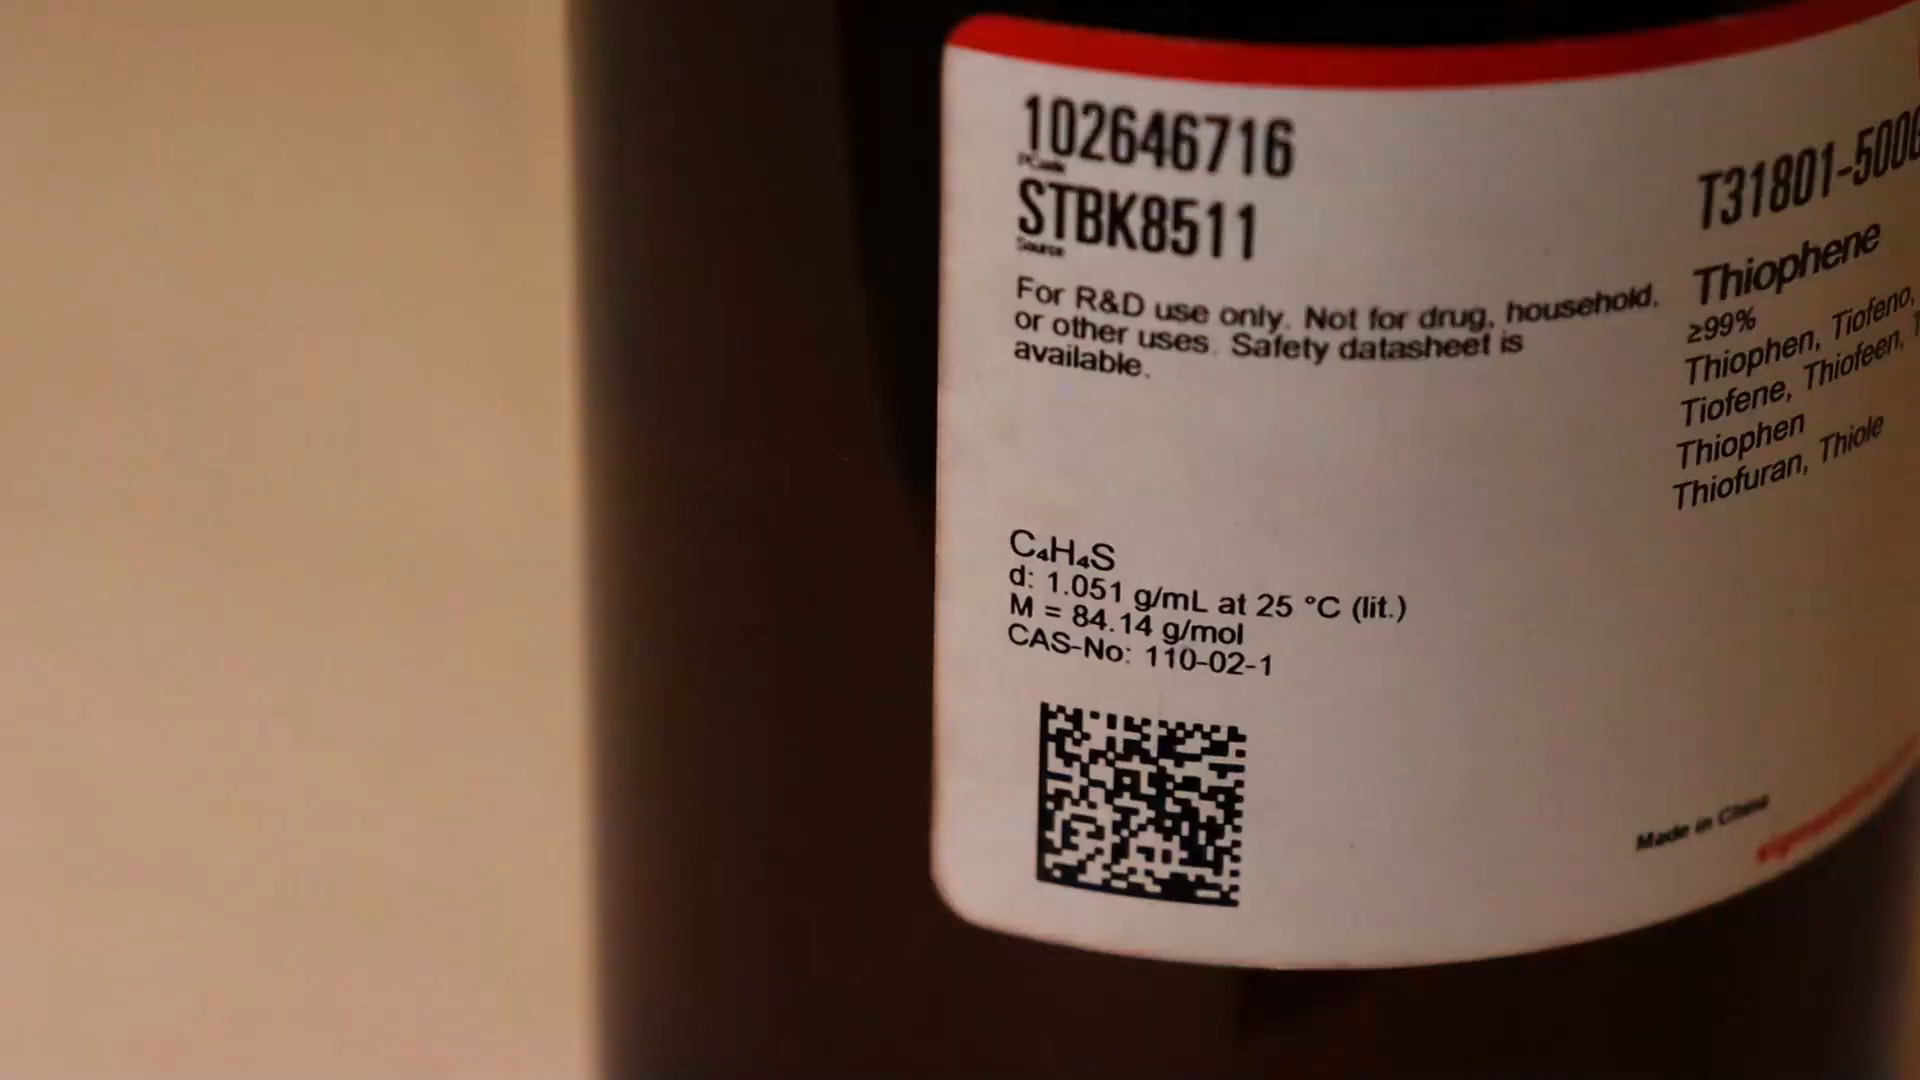 102646716
PCode
STBK8511
Source
For R&D use only. Not for drug, household,
or other uses. Safety datasheet is
available.
C₄H₄S
d: 1.051 g/mL at 25 °C (lit.)
M = 84.14 g/mol
CAS-No: 110-02-1
T31801-500
Thiophene
≥99%
Thiophen, Tiofeno,
Tiofene, Thiofeen,
Thiophen
Thiofuran, Thiole
Made in China